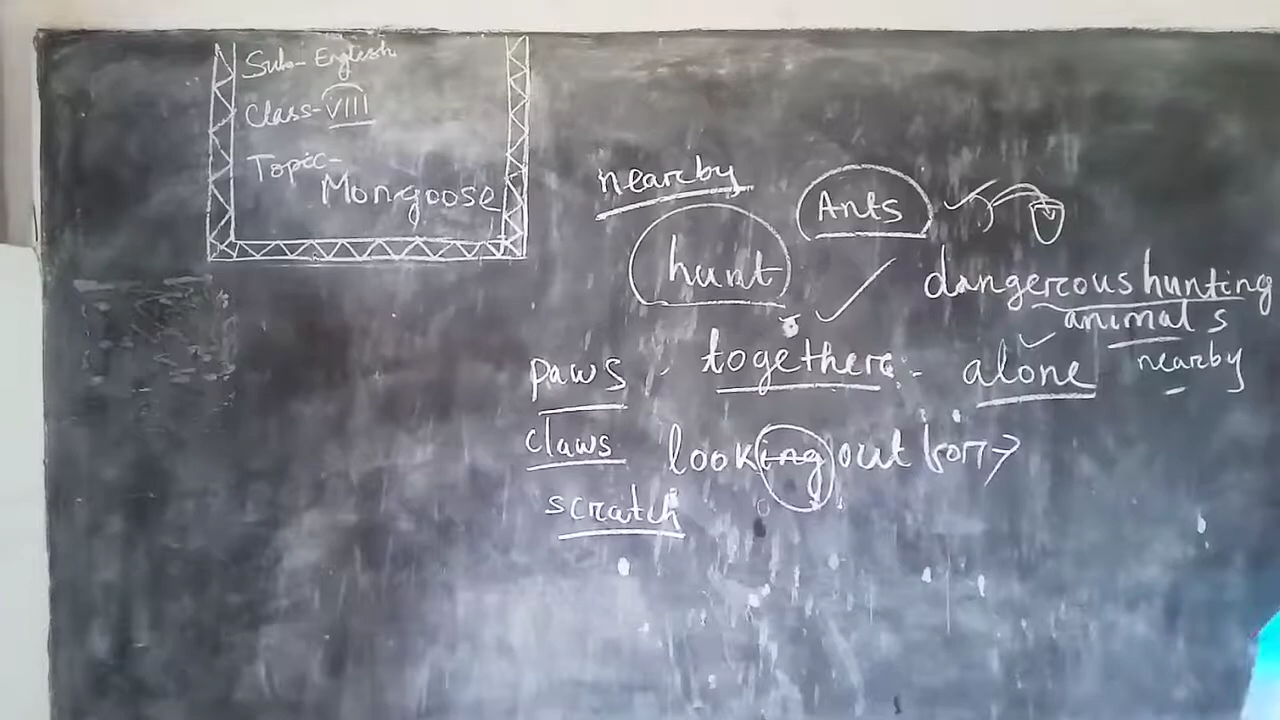 Sub- English
Class-VIII
Topic-
Mongoose
nearby
Ants
hunt
dangerous hunting
animals
together - alone
nearby
paws
claws
looking out for →
scratch